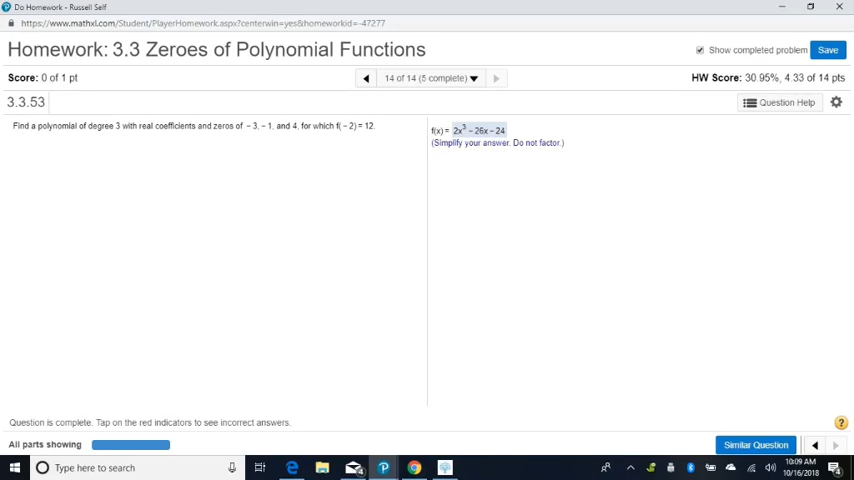 Do Homework - Russell Self
https://www.mathxl.com/Student/PlayerHomework.aspx?centerwin=yes&homeworkid=-47277
Homework: 3.3 Zeroes of Polynomial Functions
Show completed problem
Save
Score: 0 of 1 pt
14 of 14 (5 complete)
HW Score: 30.95%, 4.33 of 14 pts
3.3.53
Question Help
Find a polynomial of degree 3 with real coefficients and zeros of −3, −1, and 4, for which f(−2)=12.
f(x) = 2x³ − 26x − 24
(Simplify your answer. Do not factor.)
Question is complete. Tap on the red indicators to see incorrect answers.
?
All parts showing
Similar Question
Type here to search
10:09 AM
10/16/2018